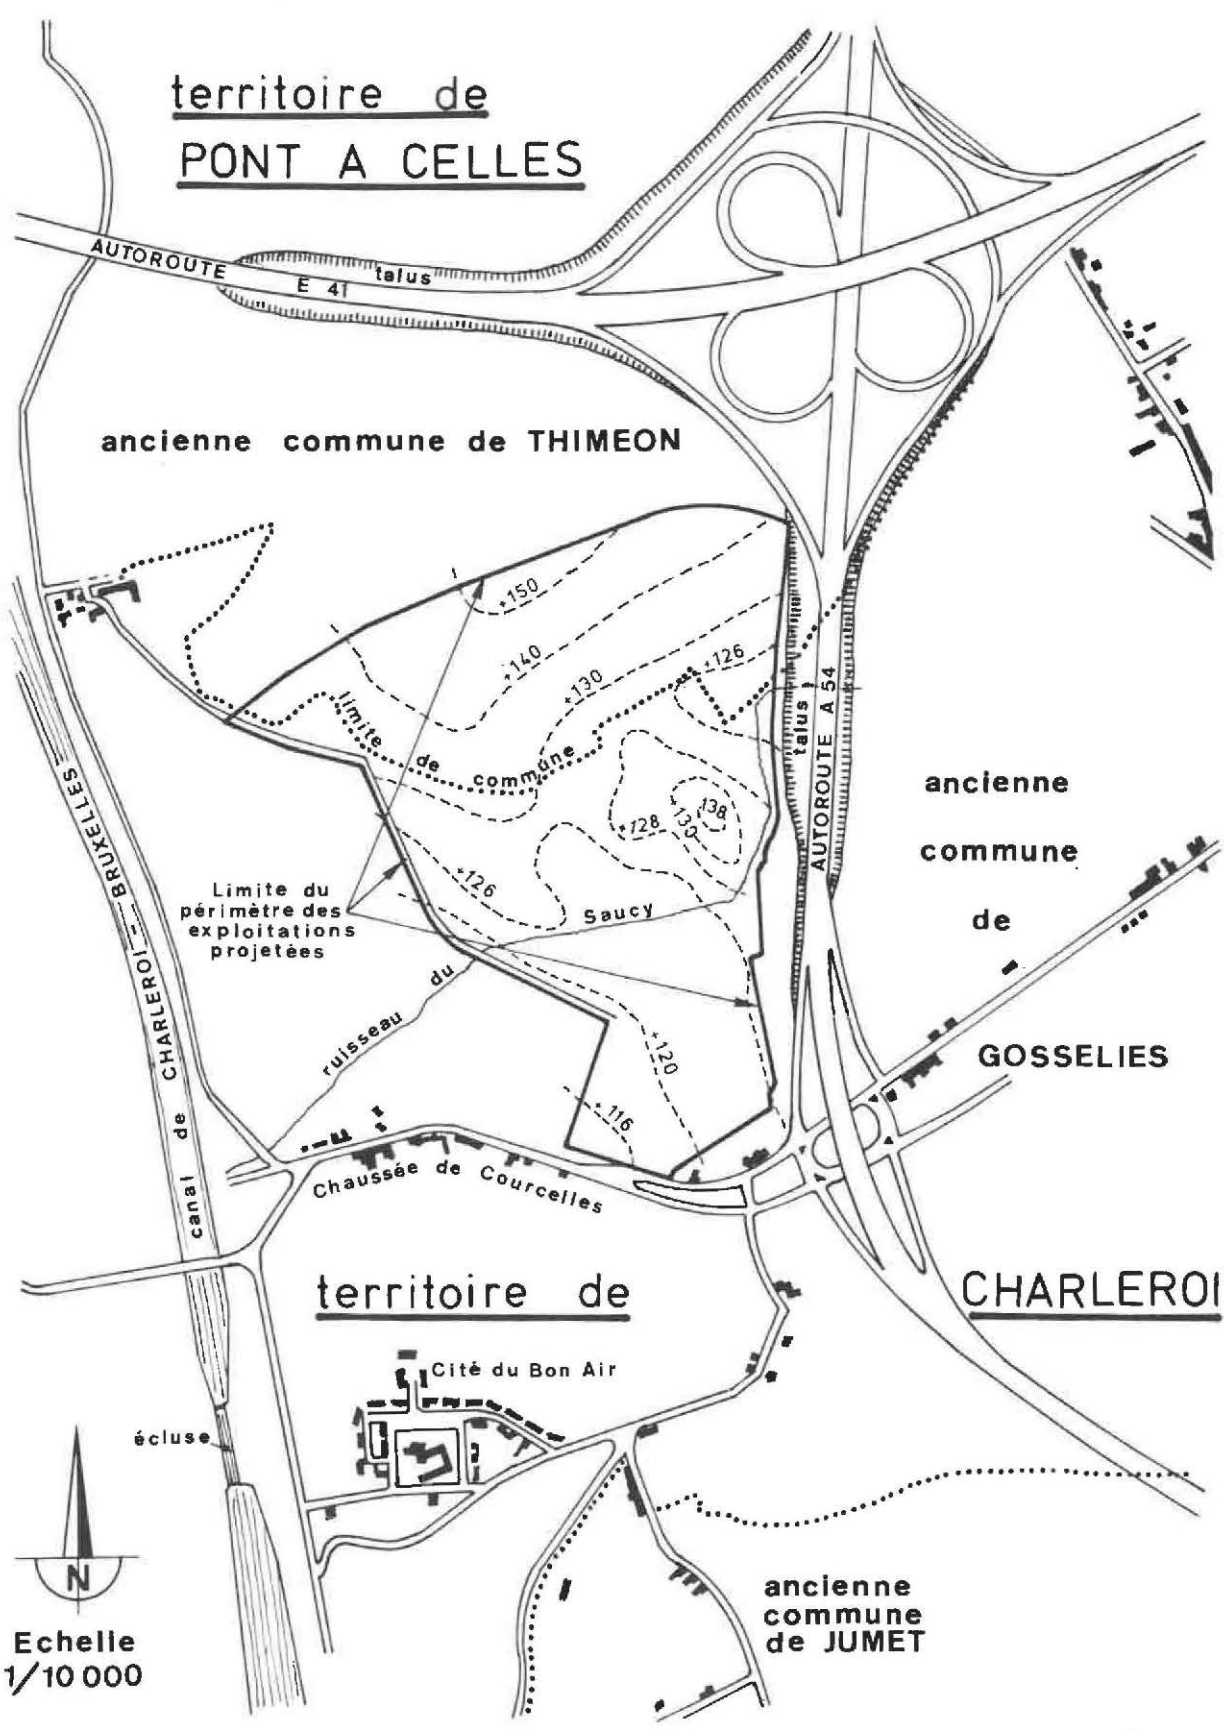 territoire de
PONT A CELLES
AUTOROUTE
E 41
talus
ancienne commune de THIMEON
+150
+140
+130
+126
limite
de
commune
talus
AUTOROUTE A 54
138
+130
+128
+126
ancienne
commune
de
GOSSELIES
Limite du
périmètre des
exploitations
projetées
ruisseau du Saucy
+120
+116
canal de CHARLEROI – BRUXELLES
Chaussée de Courcelles
territoire de
CHARLEROI
Cité du Bon Air
écluse
N
Echelle
1/10 000
ancienne
commune
de JUMET